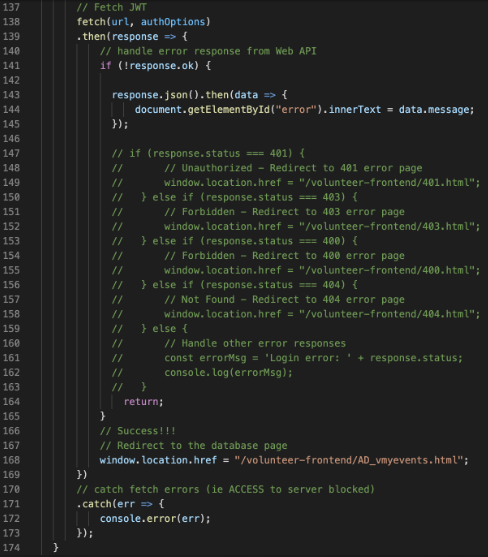 137 // Fetch JWT
138 fetch(url, authOptions)
139 .then(response => {
140 // handle error response from Web API
141 if (!response.ok) {
142
143 response.json().then(data => {
144 document.getElementById("error").innerText = data.message;
145 });
146
147 // if (response.status === 401) {
148 // // Unauthorized - Redirect to 401 error page
149 // window.location.href = "/volunteer-frontend/401.html";
150 // } else if (response.status === 403) {
151 // // Forbidden - Redirect to 403 error page
152 // window.location.href = "/volunteer-frontend/403.html";
153 // } else if (response.status === 400) {
154 // // Forbidden - Redirect to 400 error page
155 // window.location.href = "/volunteer-frontend/400.html";
156 // } else if (response.status === 404) {
157 // // Not Found - Redirect to 404 error page
158 // window.location.href = "/volunteer-frontend/404.html";
159 // } else {
160 // // Handle other error responses
161 // const errorMsg = 'Login error: ' + response.status;
162 // console.log(errorMsg);
163 // }
164 return;
165 }
166 // Success!!!
167 // Redirect to the database page
168 window.location.href = "/volunteer-frontend/AD_vmyevents.html";
169 })
170 // catch fetch errors (ie ACCESS to server blocked)
171 .catch(err => {
172 console.error(err);
173 });
174 }